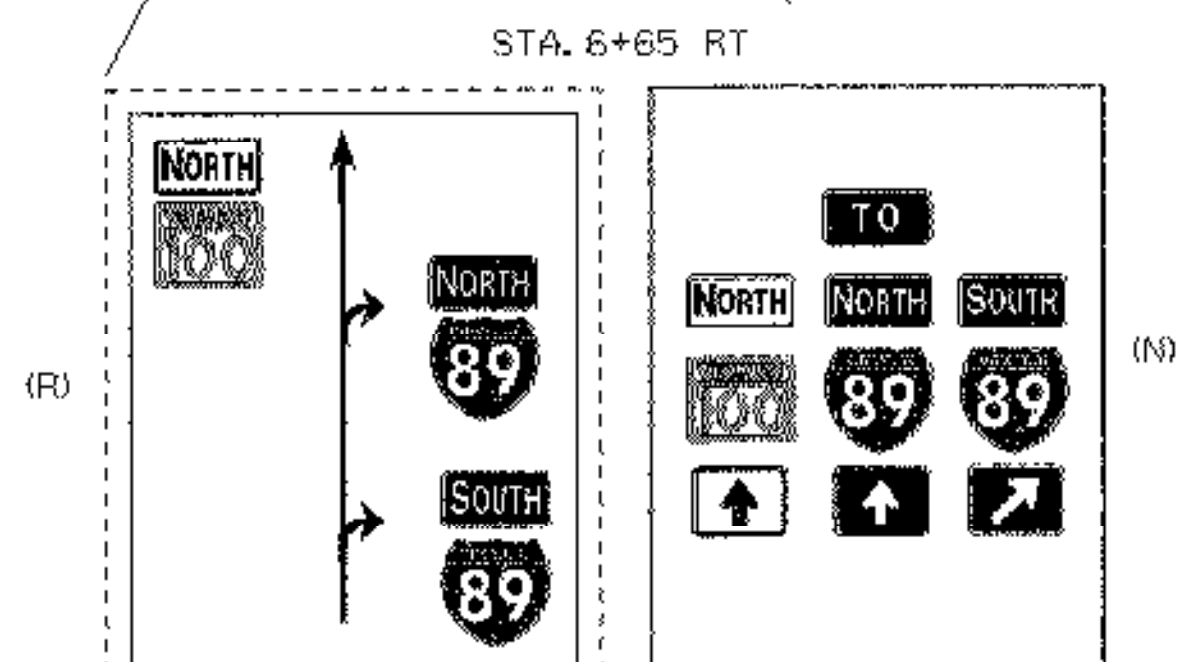 STA. 6+65 RT
(R)
NORTH
100
NORTH
89
SOUTH
89
TO
NORTH NORTH SOUTH
100 89 89
(N)